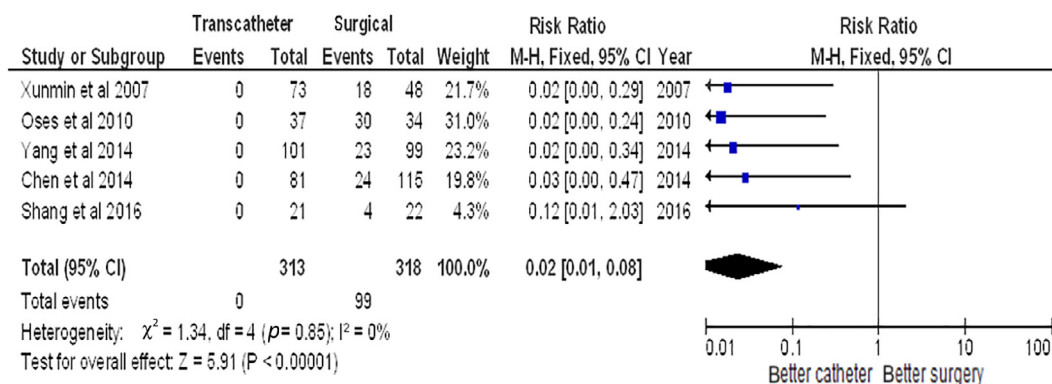 Transcatheter Surgical Risk Ratio Risk Ratio
Study or Subgroup Events Total Events Total Weight M-H, Fixed, 95% CI Year M-H, Fixed, 95% CI
Xunmin et al 2007 0 73 18 48 21.7% 0.02 [0.00, 0.29] 2007
Oses et al 2010 0 37 30 34 31.0% 0.02 [0.00, 0.24] 2010
Yang et al 2014 0 101 23 99 23.2% 0.02 [0.00, 0.34] 2014
Chen et al 2014 0 81 24 115 19.8% 0.03 [0.00, 0.47] 2014
Shang et al 2016 0 21 4 22 4.3% 0.12 [0.01, 2.03] 2016
Total (95% CI) 313 318 100.0% 0.02 [0.01, 0.08]
Total events 0 99
Heterogeneity: χ² = 1.34, df = 4 (p = 0.85); I² = 0%
Test for overall effect: Z = 5.91 (P < 0.00001)
0.01 0.1 1 10 100
Better catheter Better surgery